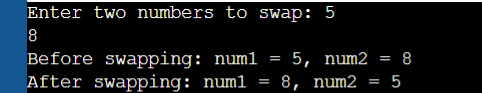 Enter two numbers to swap: 5
8
Before swapping: num1 = 5, num2 = 8
After swapping: num1 = 8, num2 = 5